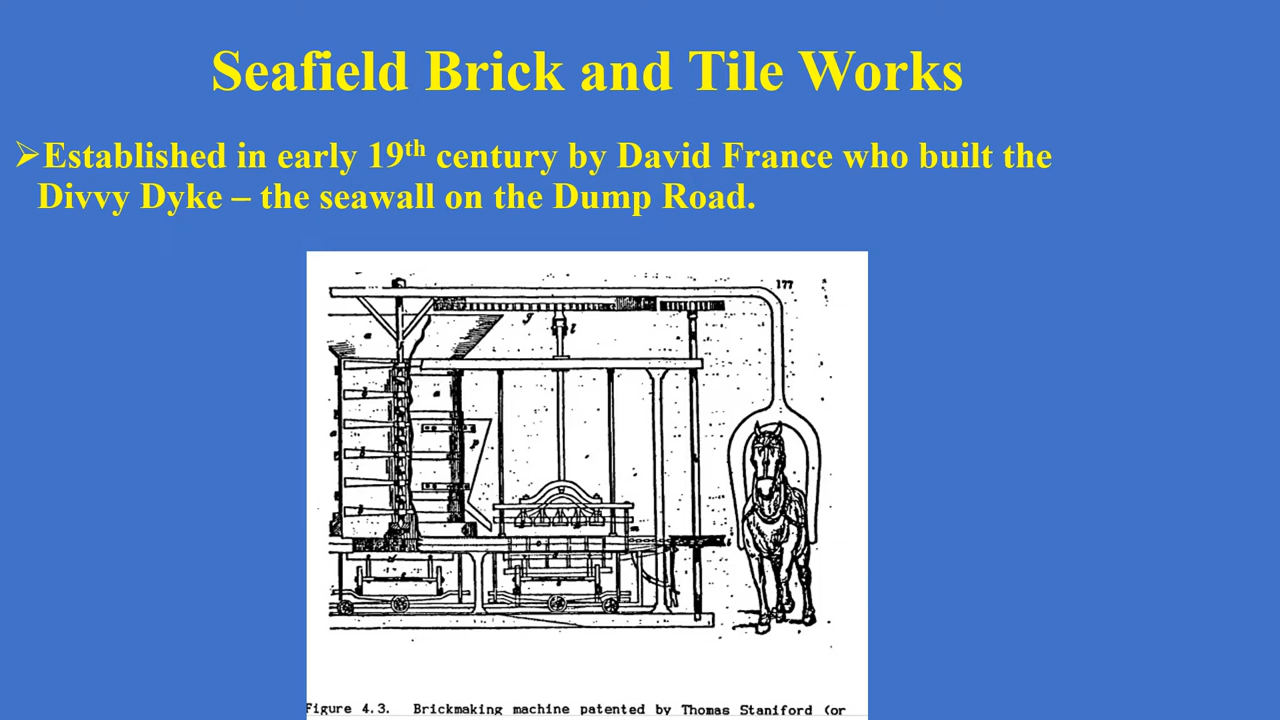 Seafield Brick and Tile Works
➢Established in early 19th century by David France who built the
Divvy Dyke – the seawall on the Dump Road.
177
Figure 4.3. Brickmaking machine patented by Thomas Staniford (or